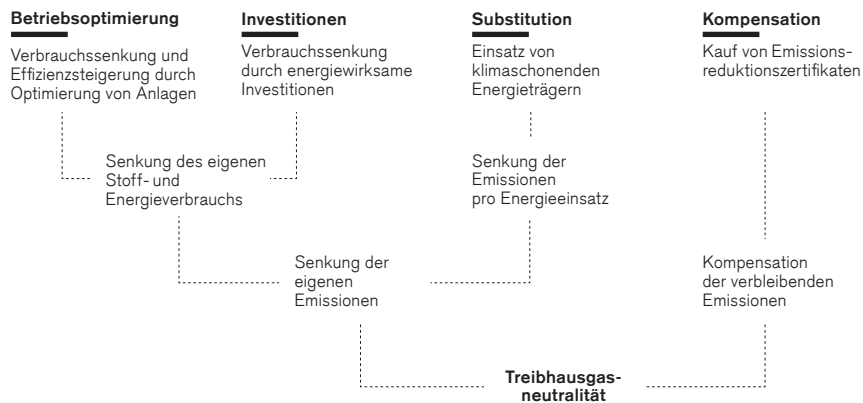 Betriebsoptimierung
Verbrauchssenkung und
Effizienzsteigerung durch
Optimierung von Anlagen
Investitionen
Verbrauchssenkung
durch energiewirksame
Investitionen
Substitution
Einsatz von
klimaschonenden
Energieträgern
Kompensation
Kauf von Emissions-
reduktionszertifikaten
Senkung des eigenen
Stoff- und
Energieverbrauchs
Senkung der
Emissionen
pro Energieeinsatz
Senkung der
eigenen
Emissionen
Kompensation
der verbleibenden
Emissionen
Treibhausgas-
neutralität